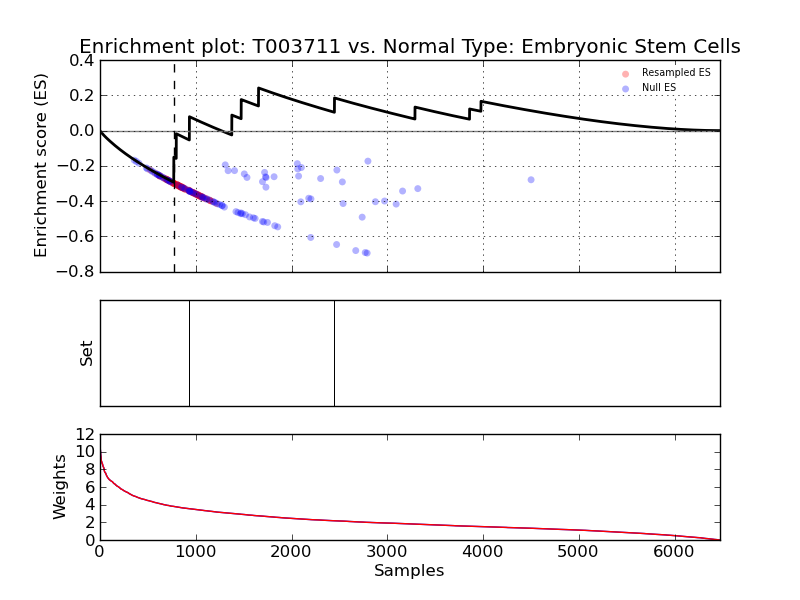 Enrichment plot: T003711 vs. Normal Type: Embryonic Stem Cells
Enrichment score (ES)
0.4
0.2
0.0
−0.2
−0.4
−0.6
−0.8
Resampled ES
Null ES
Set
Weights
12
10
8
6
4
2
0
0 1000 2000 3000 4000 5000 6000
Samples